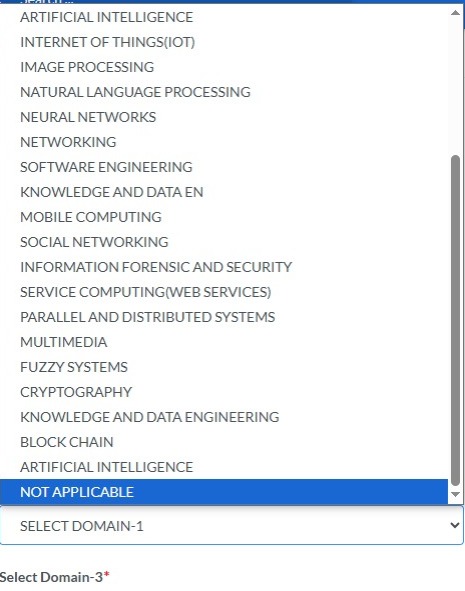 Search ...
ARTIFICIAL INTELLIGENCE
INTERNET OF THINGS(IOT)
IMAGE PROCESSING
NATURAL LANGUAGE PROCESSING
NEURAL NETWORKS
NETWORKING
SOFTWARE ENGINEERING
KNOWLEDGE AND DATA EN
MOBILE COMPUTING
SOCIAL NETWORKING
INFORMATION FORENSIC AND SECURITY
SERVICE COMPUTING(WEB SERVICES)
PARALLEL AND DISTRIBUTED SYSTEMS
MULTIMEDIA
FUZZY SYSTEMS
CRYPTOGRAPHY
KNOWLEDGE AND DATA ENGINEERING
BLOCK CHAIN
ARTIFICIAL INTELLIGENCE
NOT APPLICABLE
SELECT DOMAIN-1
Select Domain-3*